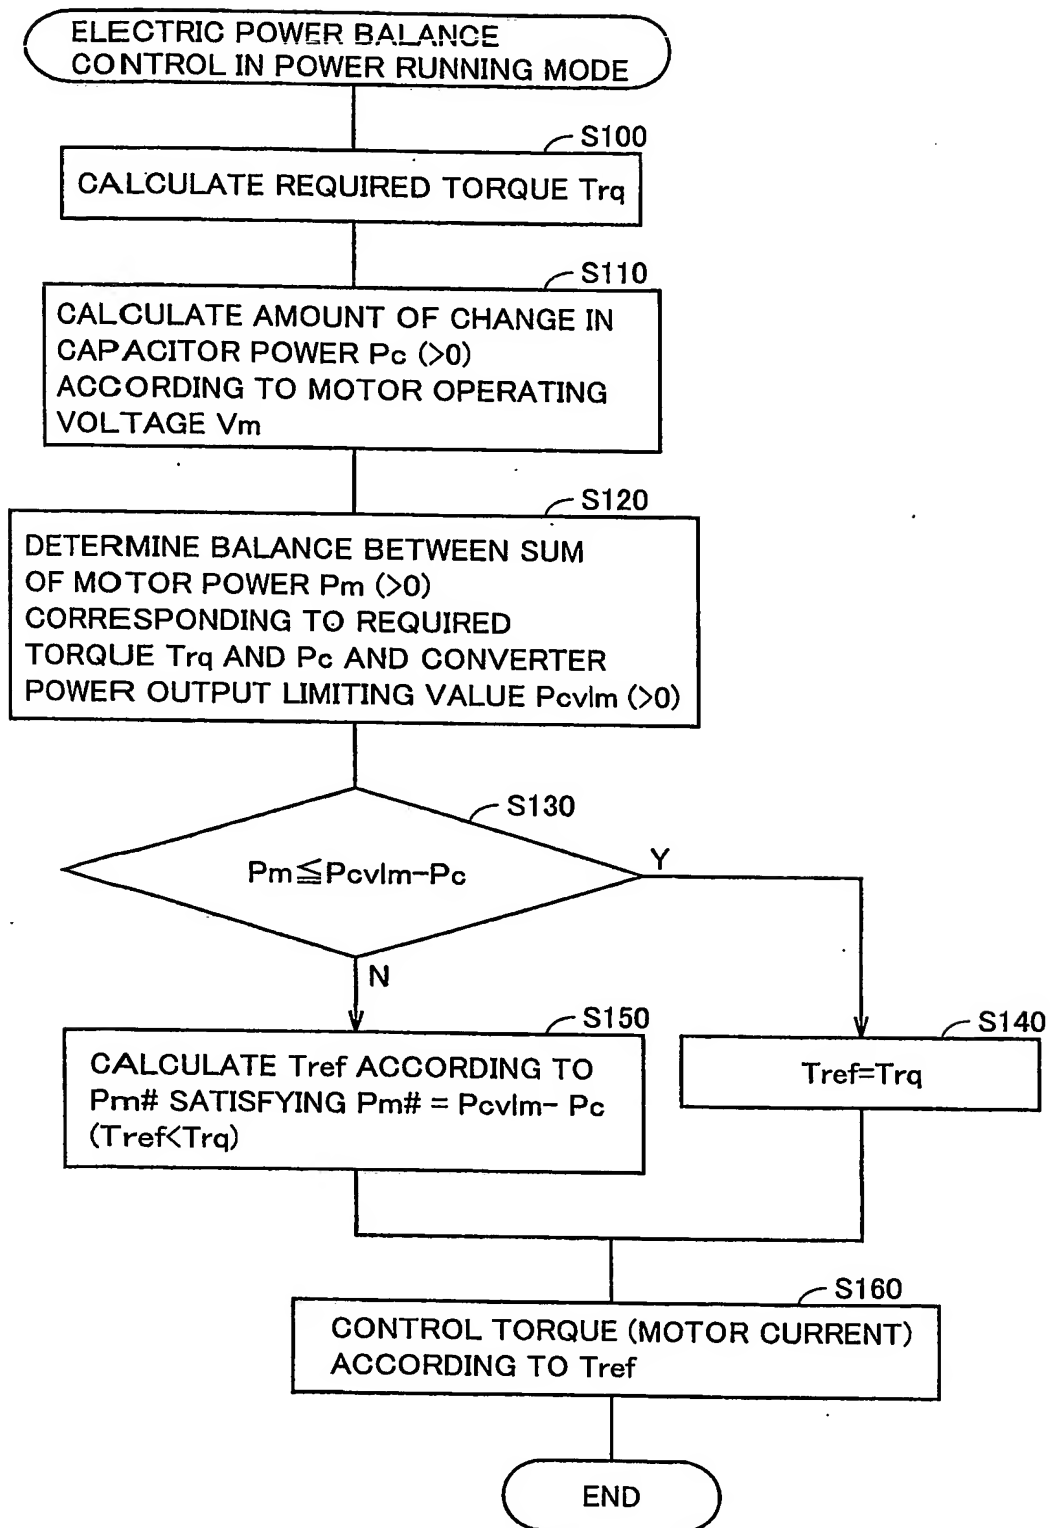 ELECTRIC POWER BALANCE
CONTROL IN POWER RUNNING MODE
S100
CALCULATE REQUIRED TORQUE Trq
S110
CALCULATE AMOUNT OF CHANGE IN
CAPACITOR POWER Pc (>0)
ACCORDING TO MOTOR OPERATING
VOLTAGE Vm
S120
DETERMINE BALANCE BETWEEN SUM
OF MOTOR POWER Pm (>0)
CORRESPONDING TO REQUIRED
TORQUE Trq AND Pc AND CONVERTER
POWER OUTPUT LIMITING VALUE Pcvlm (>0)
S130
Pm≦Pcvlm-Pc
Y
N
S150
CALCULATE Tref ACCORDING TO
Pm# SATISFYING Pm# = Pcvlm- Pc
(Tref<Trq)
S140
Tref=Trq
S160
CONTROL TORQUE (MOTOR CURRENT)
ACCORDING TO Tref
END